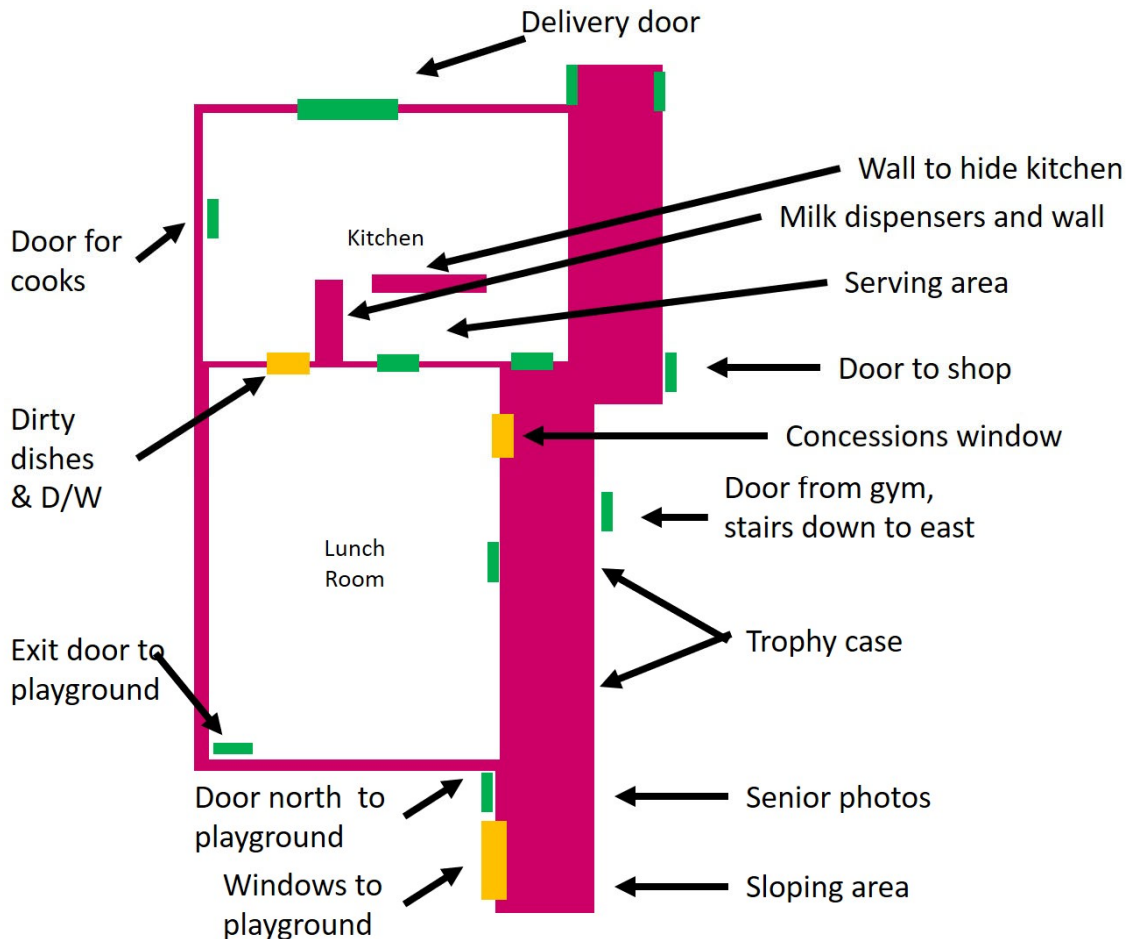 Delivery door
Wall to hide kitchen
Milk dispensers and wall
Door for
cooks
Kitchen
Serving area
Door to shop
Dirty
dishes
& D/W
Concessions window
Door from gym,
stairs down to east
Lunch
Room
Exit door to
playground
Trophy case
Door north to
playground
Senior photos
Windows to
playground
Sloping area